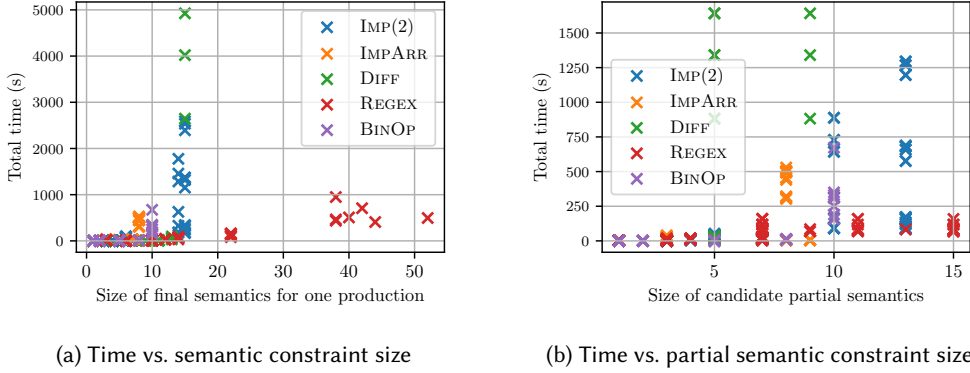 5000
4000
3000
2000
1000
0
Total time (s)
0
10
20
30
40
50
Size of final semantics for one production
IMP(2)
IMPARR
DIFF
REGEX
BINOP
(a) Time vs. semantic constraint size
1500
1250
1000
750
500
250
0
Total time (s)
5
10
15
Size of candidate partial semantics
IMP(2)
IMPARR
DIFF
REGEX
BINOP
(b) Time vs. partial semantic constraint size